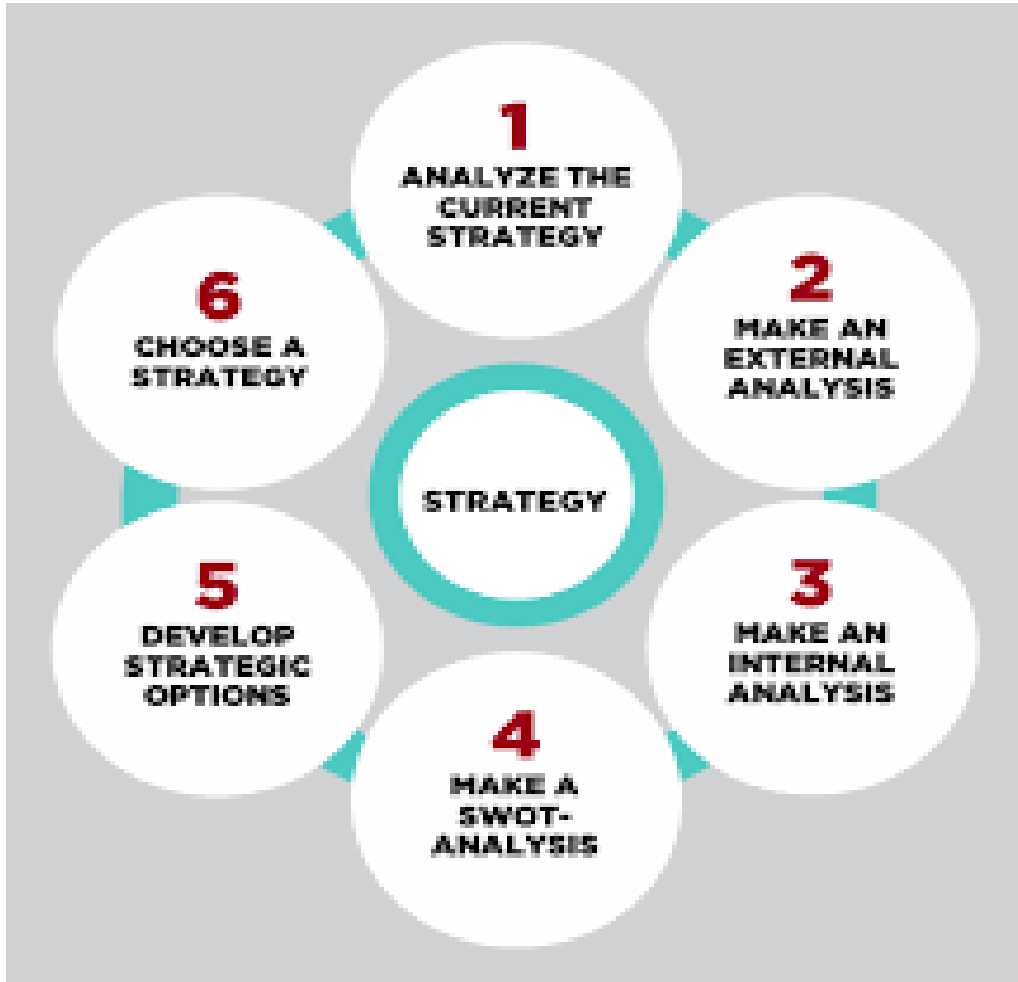 1
ANALYZE THE
CURRENT
STRATEGY
2
MAKE AN
EXTERNAL
ANALYSIS
3
MAKE AN
INTERNAL
ANALYSIS
4
MAKE A
SWOT-
ANALYSIS
5
DEVELOP
STRATEGIC
OPTIONS
6
CHOOSE A
STRATEGY
STRATEGY